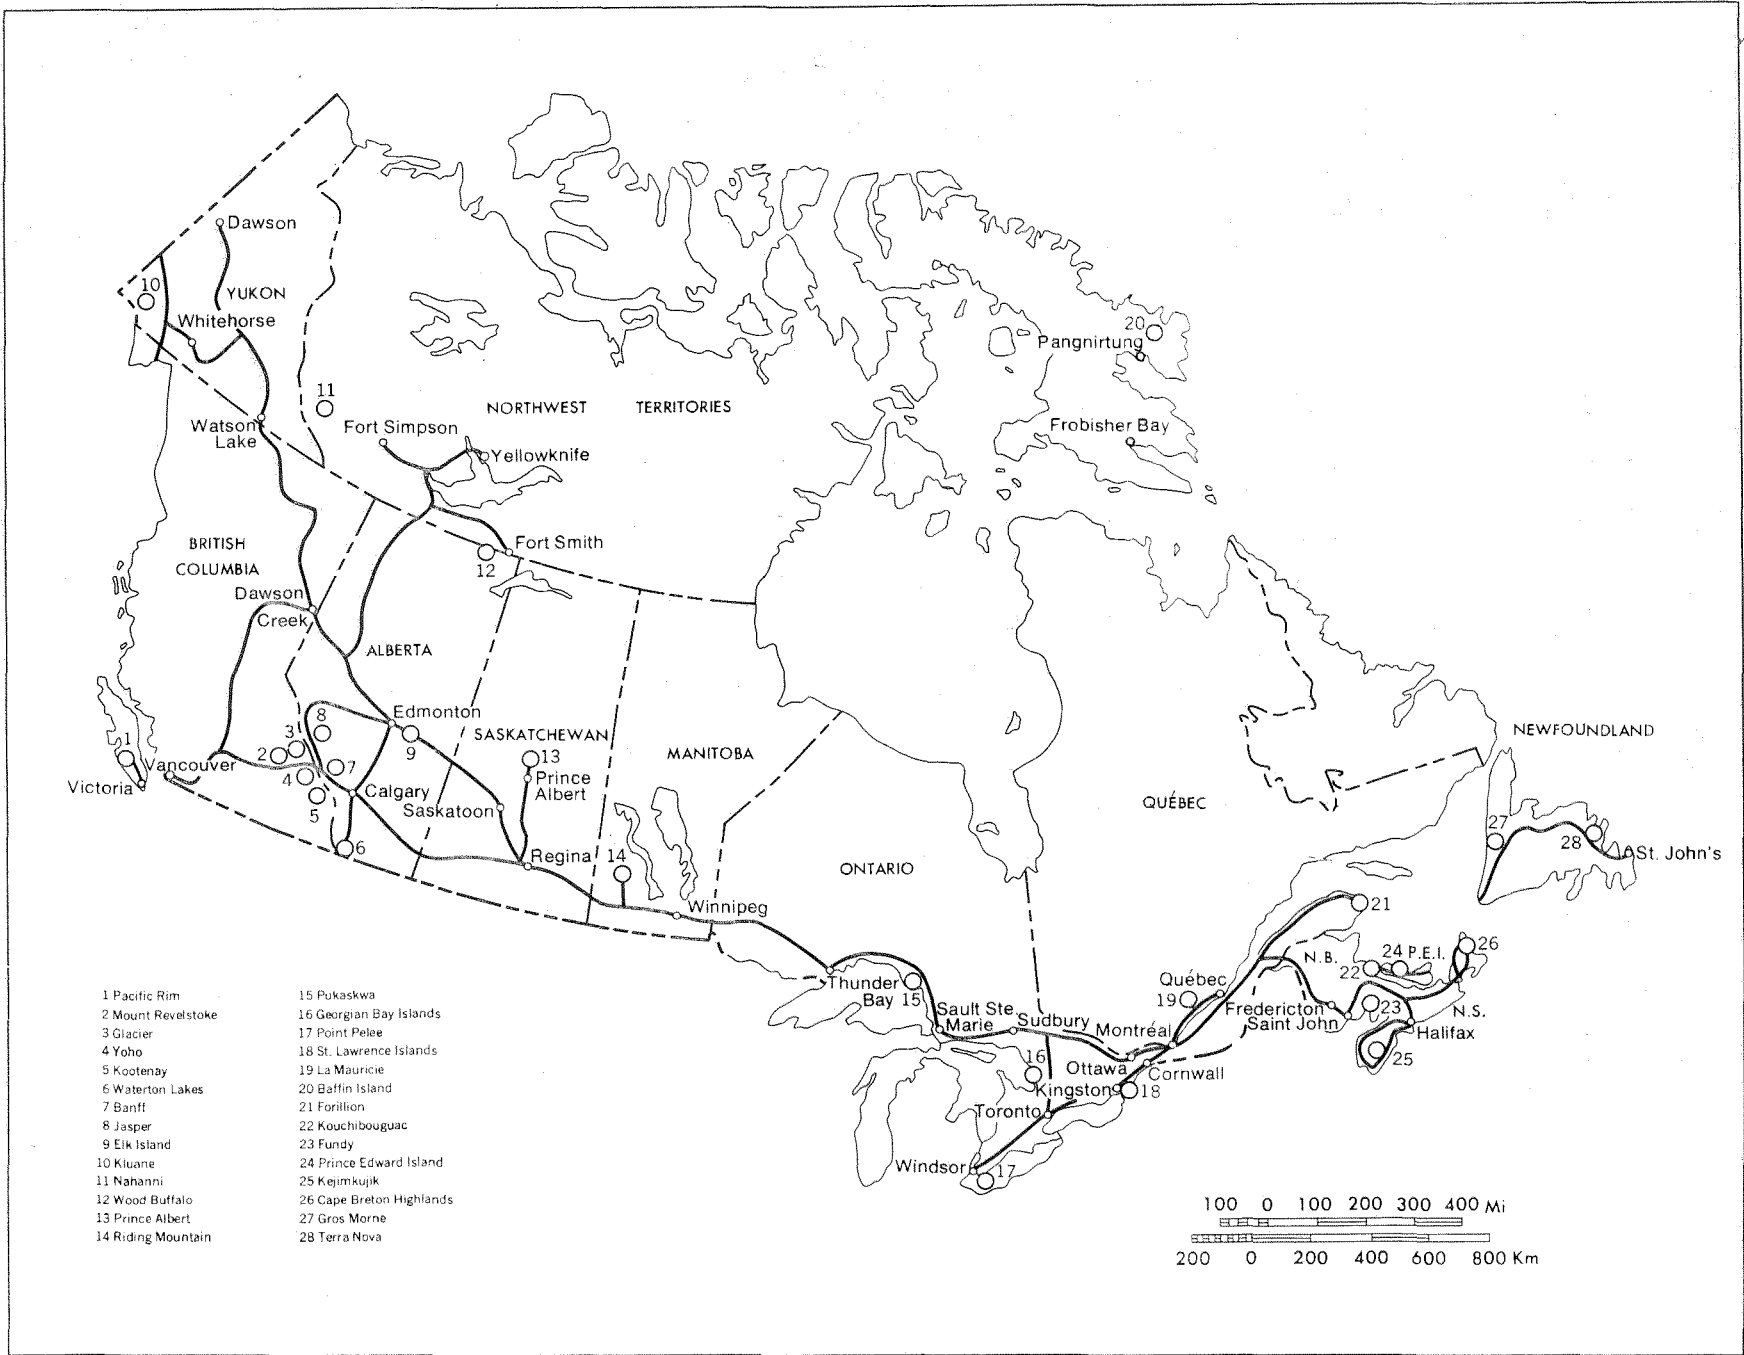 Dawson
10
YUKON
Whitehorse
20
Pangnirtung
11
NORTHWEST TERRITORIES
Watson
Lake
Fort Simpson
Yellowknife
Frobisher Bay
BRITISH
COLUMBIA
Fort Smith
12
Dawson
Creek
ALBERTA
Edmonton
8
3
2
9
SASKATCHEWAN
13
MANITOBA
NEWFOUNDLAND
1
Vancouver
Victoria
4
7
5
Calgary
Prince
Albert
Saskatoon
QUÉBEC
6
Regina
14
ONTARIO
27
28
St. John's
Winnipeg
21
N.B.
22
24
P.E.I.
26
Thunder
Bay
15
Québec
19
Fredericton
Saint John
23
N.S.
Sault Ste.
Marie
Sudbury
Montréal
Halifax
16
Ottawa
Cornwall
25
Kingston
18
Toronto
Windsor
17
1 Pacific Rim
2 Mount Revelstoke
3 Glacier
4 Yoho
5 Kootenay
6 Waterton Lakes
7 Banff
8 Jasper
9 Elk Island
10 Kluane
11 Nahanni
12 Wood Buffalo
13 Prince Albert
14 Riding Mountain
15 Pukaskwa
16 Georgian Bay Islands
17 Point Pelee
18 St. Lawrence Islands
19 La Mauricie
20 Baffin Island
21 Forillion
22 Kouchibouguac
23 Fundy
24 Prince Edward Island
25 Kejimkujik
26 Cape Breton Highlands
27 Gros Morne
28 Terra Nova
100 0 100 200 300 400 Mi
200 0 200 400 600 800 Km